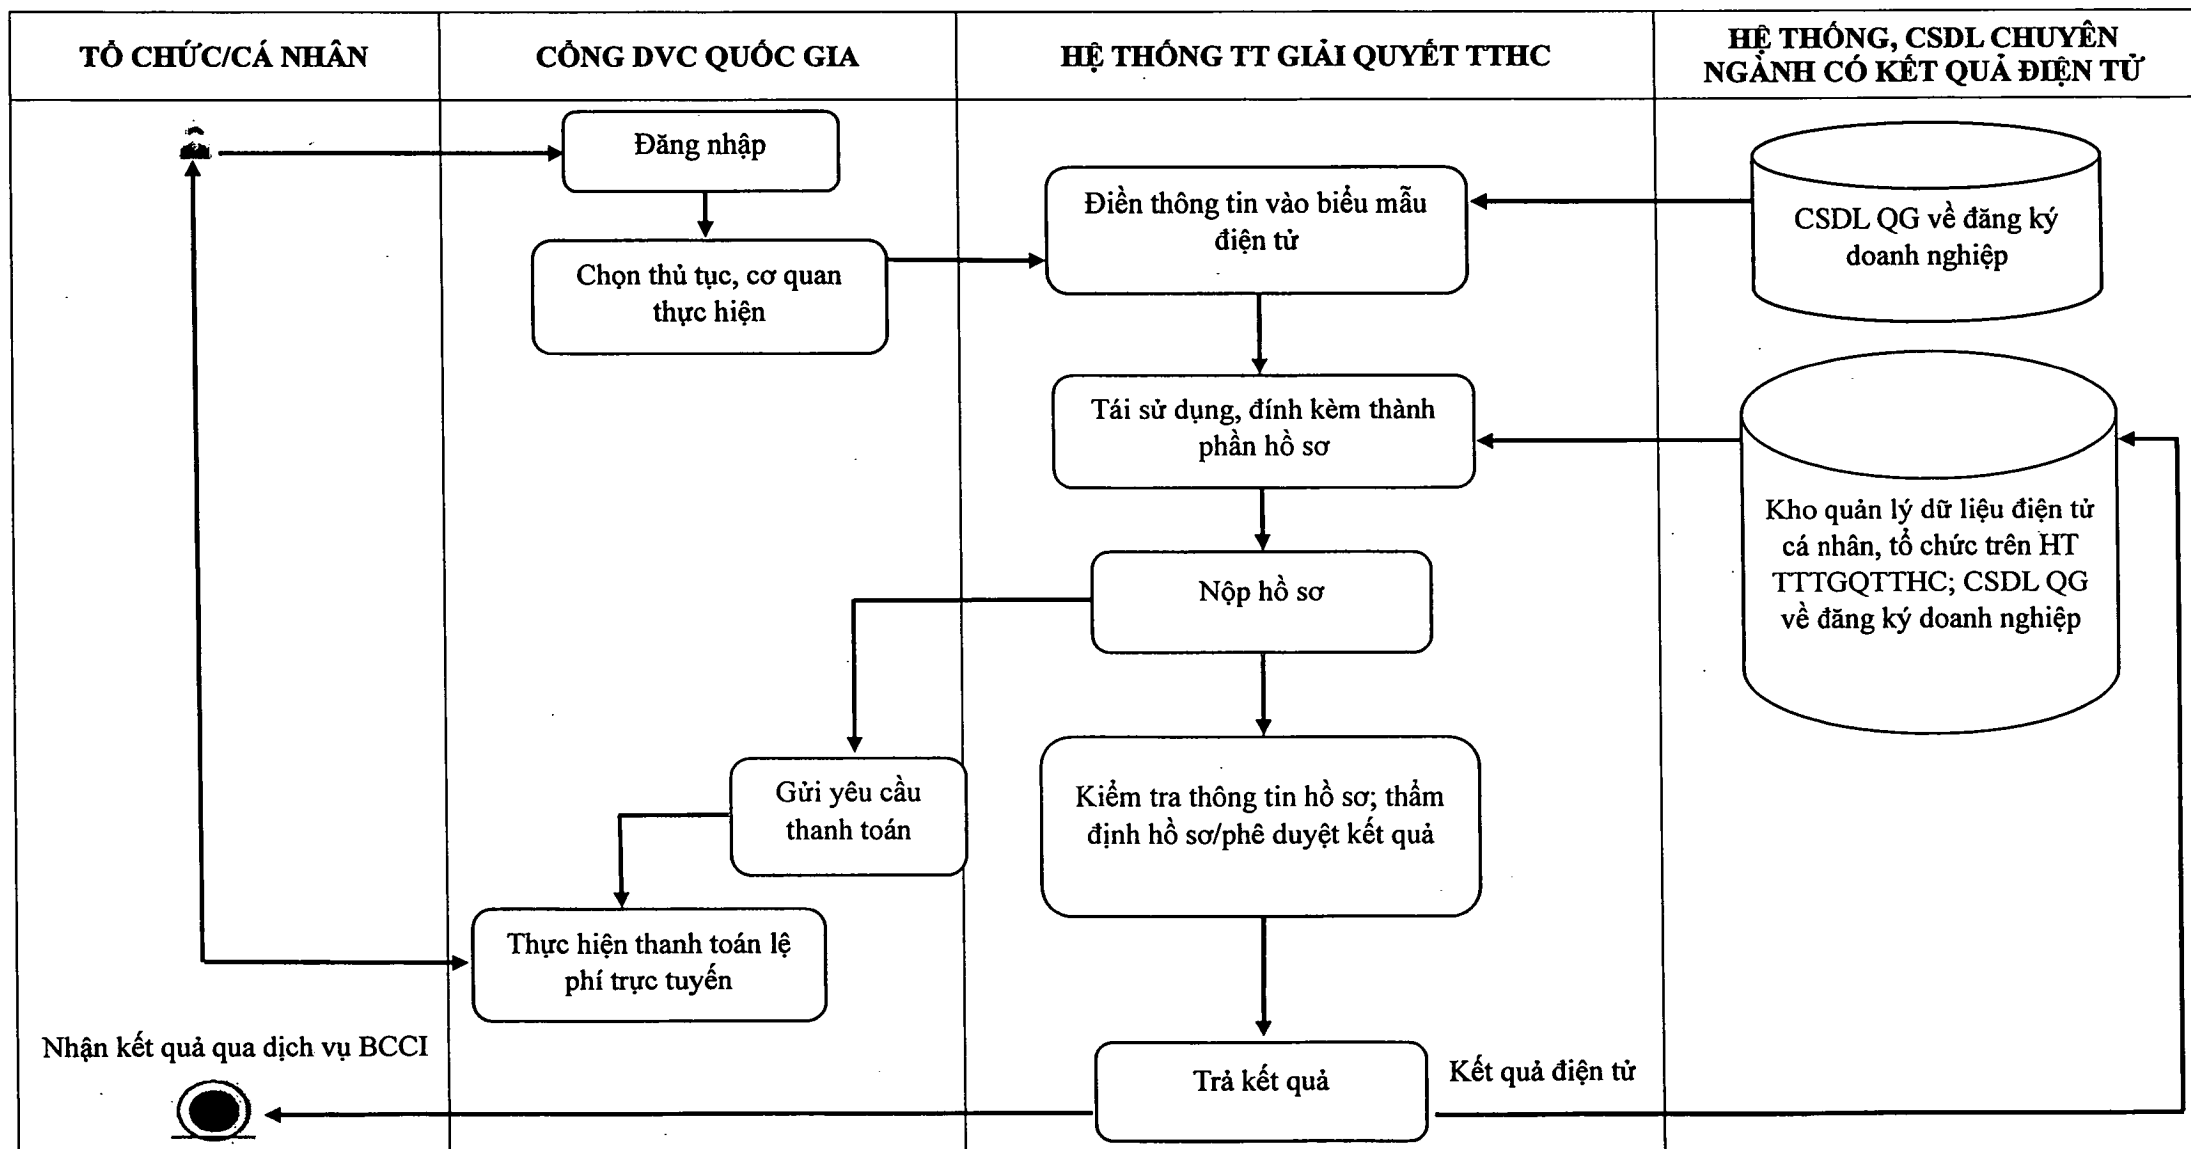 TỔ CHỨC/CÁ NHÂN
CỔNG DVC QUỐC GIA
HỆ THỐNG TT GIẢI QUYẾT TTHC
HỆ THỐNG, CSDL CHUYÊN
NGÀNH CÓ KẾT QUẢ ĐIỆN TỬ
Đăng nhập
Điền thông tin vào biểu mẫu
điện tử
CSDL QG về đăng ký
doanh nghiệp
Chọn thủ tục, cơ quan
thực hiện
Tái sử dụng, đính kèm thành
phần hồ sơ
Kho quản lý dữ liệu điện tử
cá nhân, tổ chức trên HT
TTTGQTTHC; CSDL QG
về đăng ký doanh nghiệp
Nộp hồ sơ
Gửi yêu cầu
thanh toán
Kiểm tra thông tin hồ sơ; thẩm
định hồ sơ/phê duyệt kết quả
Thực hiện thanh toán lệ
phí trực tuyến
Nhận kết quả qua dịch vụ BCCI
Trả kết quả
Kết quả điện tử